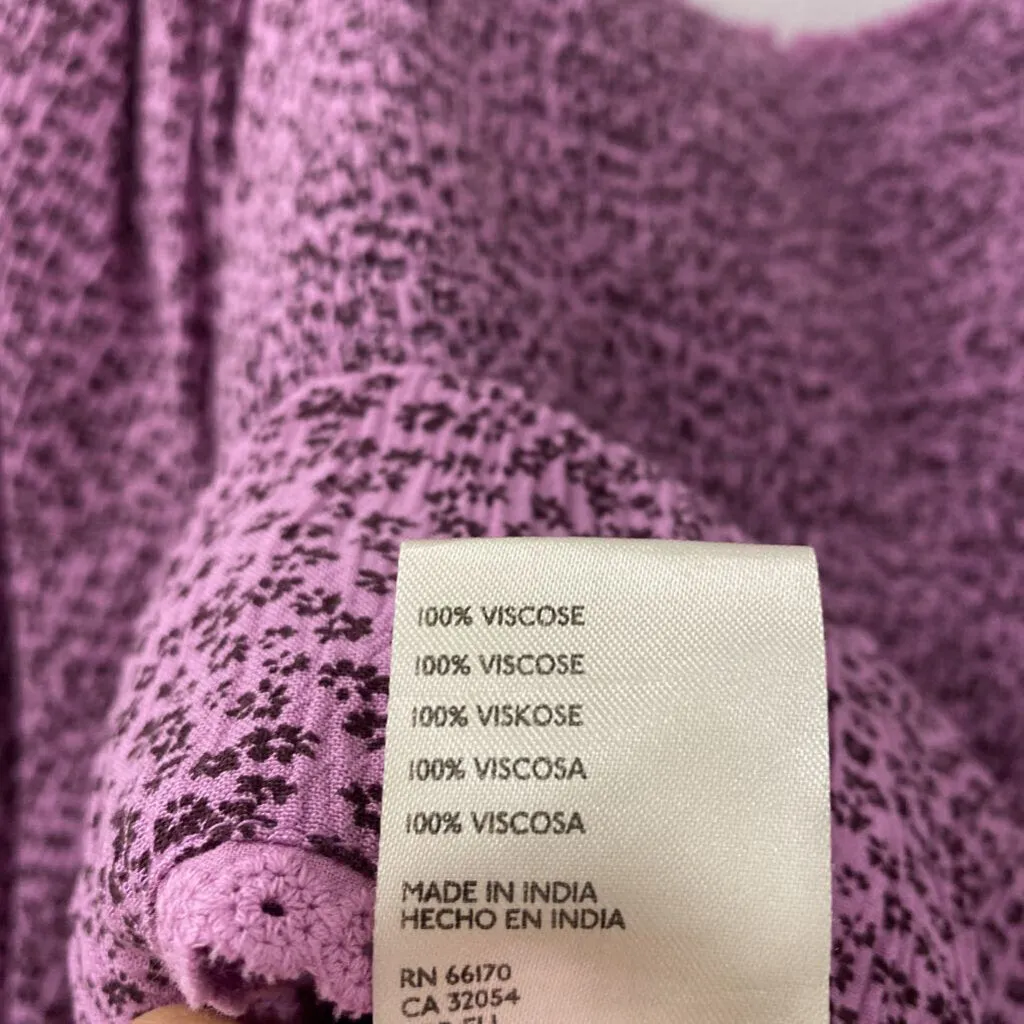 100% VISCOSE
100% VISCOSE
100% VISKOSE
100% VISCOSA
100% VISCOSA
MADE IN INDIA
HECHO EN INDIA
RN 66170
CA 32054